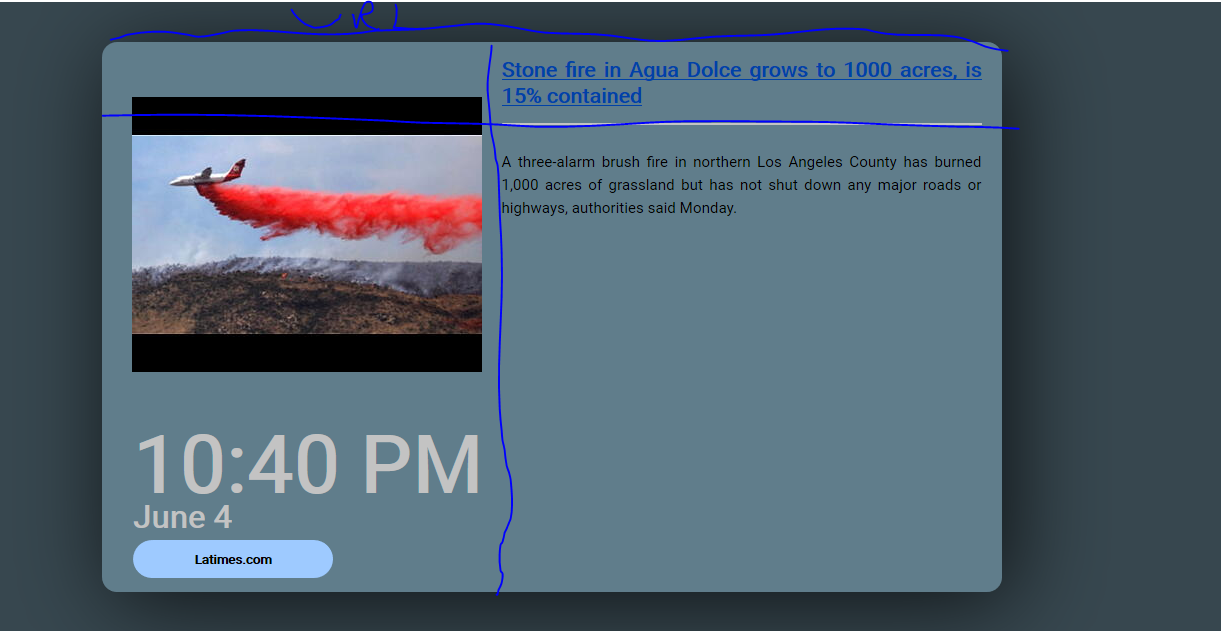 URL
Stone fire in Agua Dolce grows to 1000 acres, is
15% contained
A three-alarm brush fire in northern Los Angeles County has burned
1,000 acres of grassland but has not shut down any major roads or
highways, authorities said Monday.
10:40 PM
June 4
Latimes.com